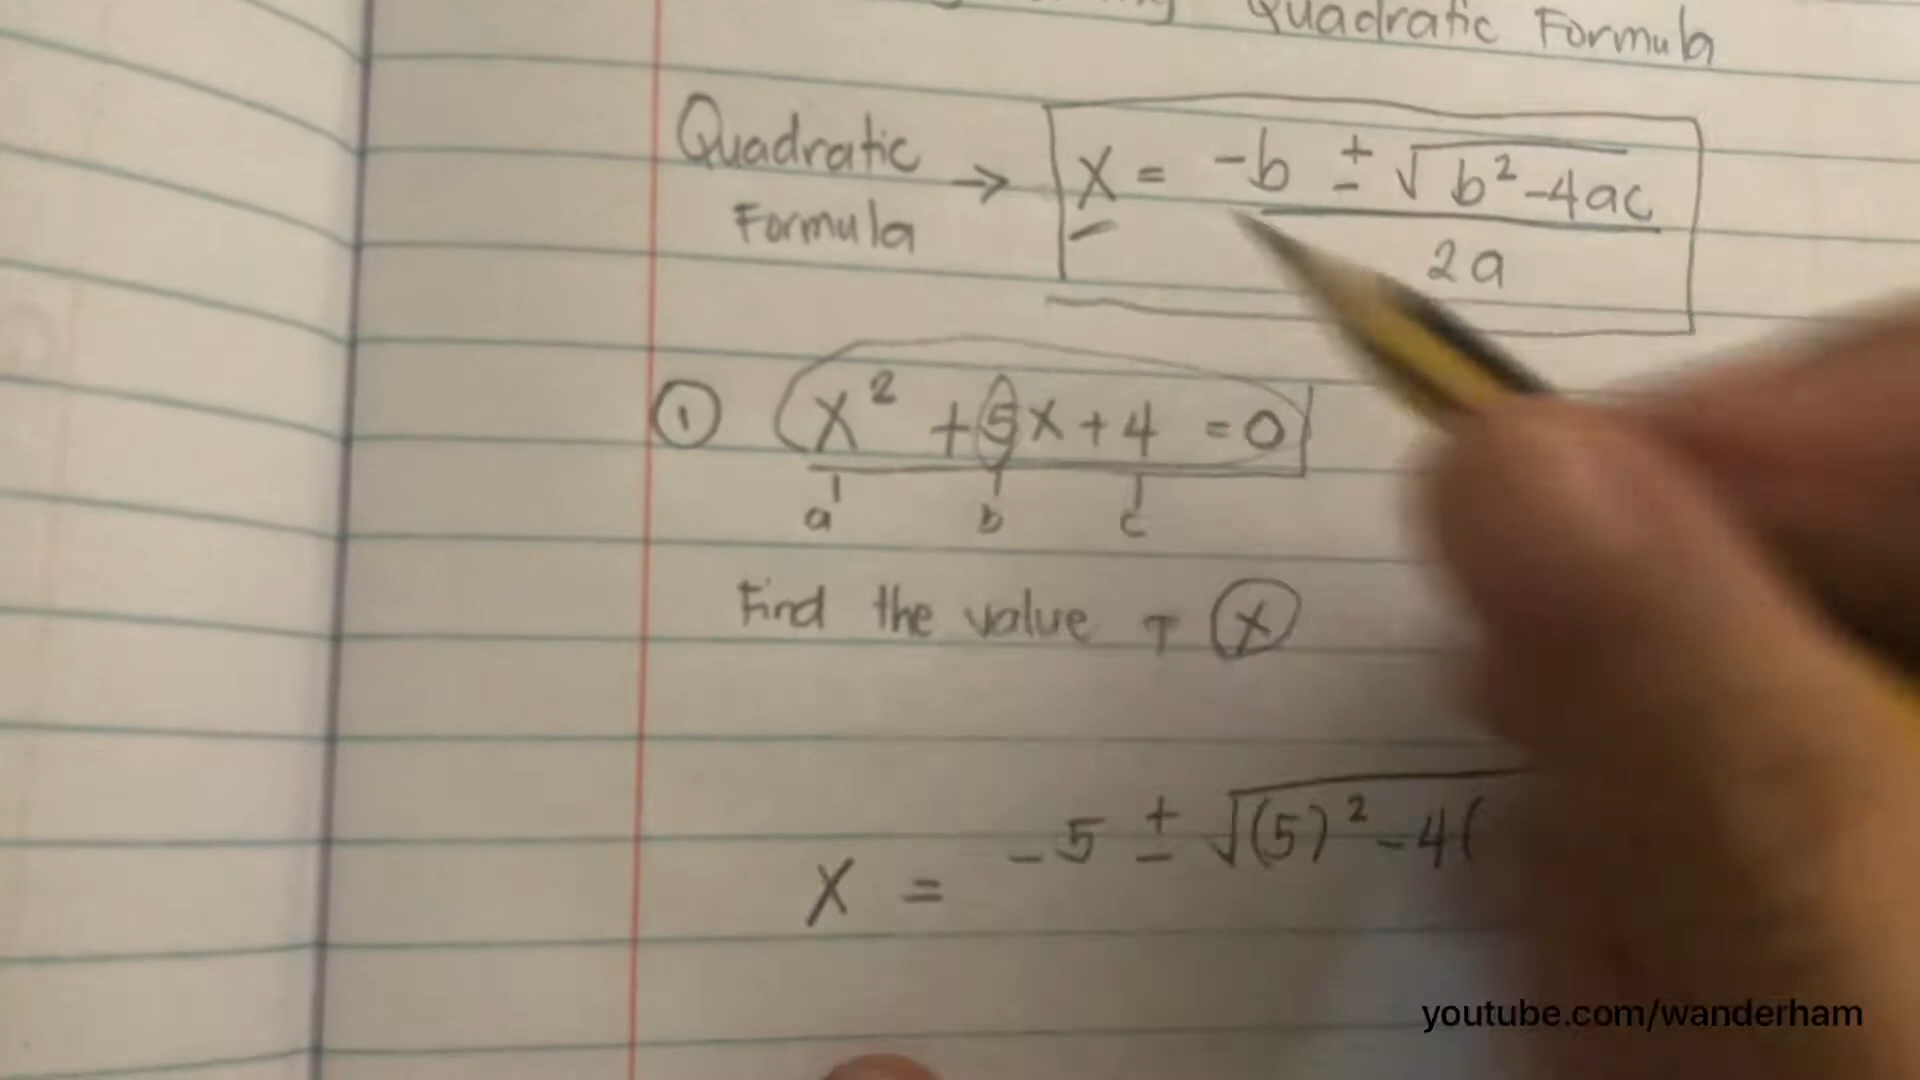 Quadratic Formula
Quadratic → x = -b ± √b²-4ac
Formula 2a
① x² + 5x + 4 = 0
a b c
Find the value x
x = -5 ± √(5)² - 4(
youtube.com/wanderham